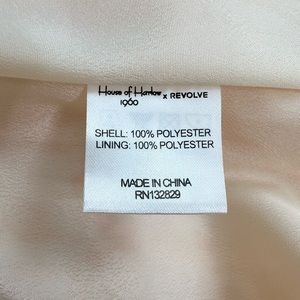 House of Harlow
1960 x REVOLVE
SHELL: 100% POLYESTER
LINING: 100% POLYESTER
MADE IN CHINA
RN132829